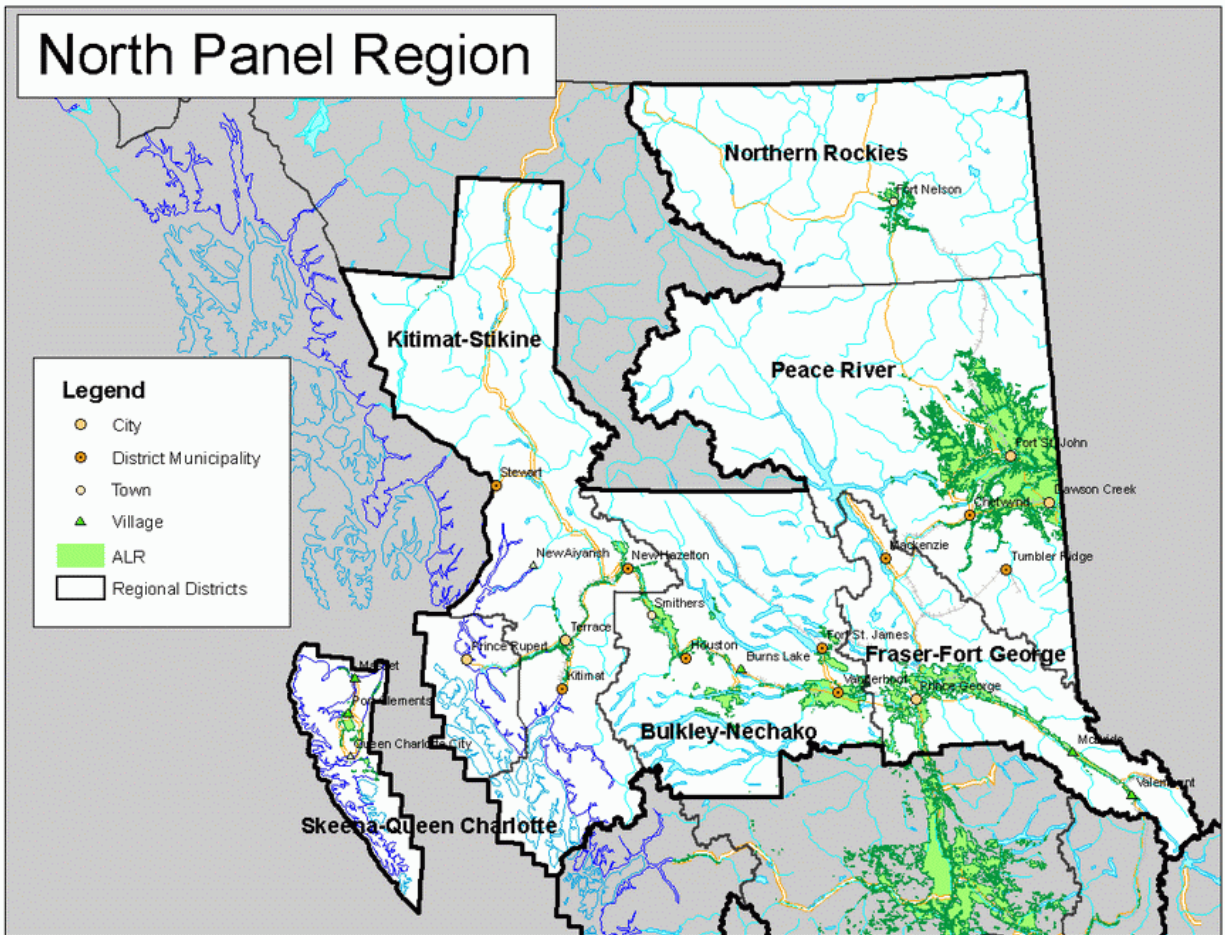 North Panel Region
Northern Rockies
Fort Nelson
Kitimat-Stikine
Peace River
Legend
City
District Municipality
Town
Village
ALR
Regional Districts
Fort St. John
Stewart
Dawson Creek
Chetwynd
New Aiyansh
New Hazelton
Mackenzie
Tumbler Ridge
Smithers
Terrace
Fort St. James
Prince Rupert
Houston
Burns Lake
Fraser-Fort George
Masset
Kitimat
Vanderhoof
Prince George
Port Clements
Bulkley-Nechako
Queen Charlotte City
McBride
Valemount
Skeena-Queen Charlotte